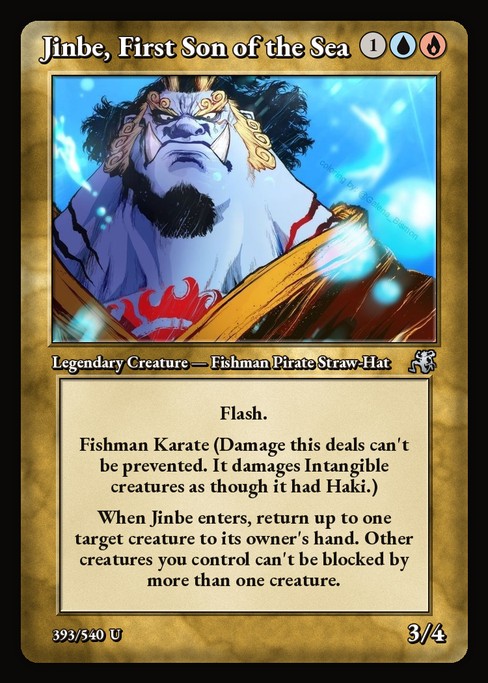 Jinbe, First Son of the Sea 1
Legendary Creature — Fishman Pirate Straw-Hat
Flash.
Fishman Karate (Damage this deals can't
be prevented. It damages Intangible
creatures as though it had Haki.)
When Jinbe enters, return up to one
target creature to its owner's hand. Other
creatures you control can't be blocked by
more than one creature.
393/540 U
3/4